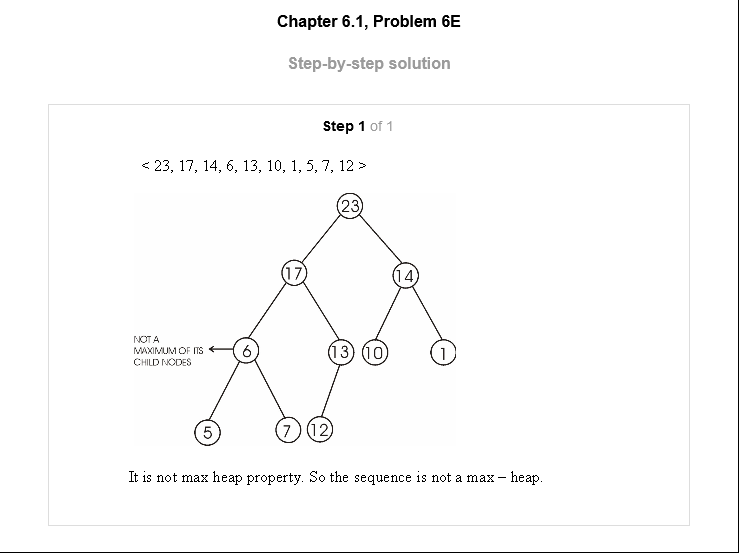 Chapter 6.1, Problem 6E
Step-by-step solution
Step 1 of 1
< 23, 17, 14, 6, 13, 10, 1, 5, 7, 12 >
23
17
14
NOT A
MAXIMUM OF ITS
CHILD NODES
6
13
10
1
5
7
12
It is not max heap property. So the sequence is not a max – heap.